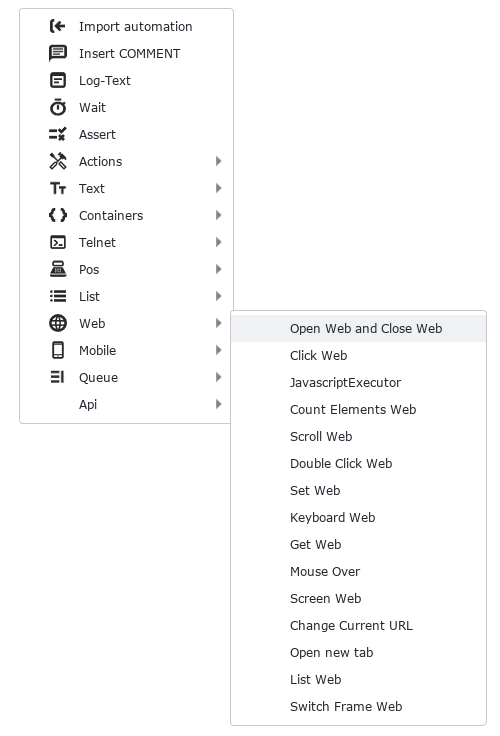 Import automation
Insert COMMENT
Log-Text
Wait
Assert
Actions
Text
Containers
Telnet
Pos
List
Web
Mobile
Queue
Api
Open Web and Close Web
Click Web
JavascriptExecutor
Count Elements Web
Scroll Web
Double Click Web
Set Web
Keyboard Web
Get Web
Mouse Over
Screen Web
Change Current URL
Open new tab
List Web
Switch Frame Web